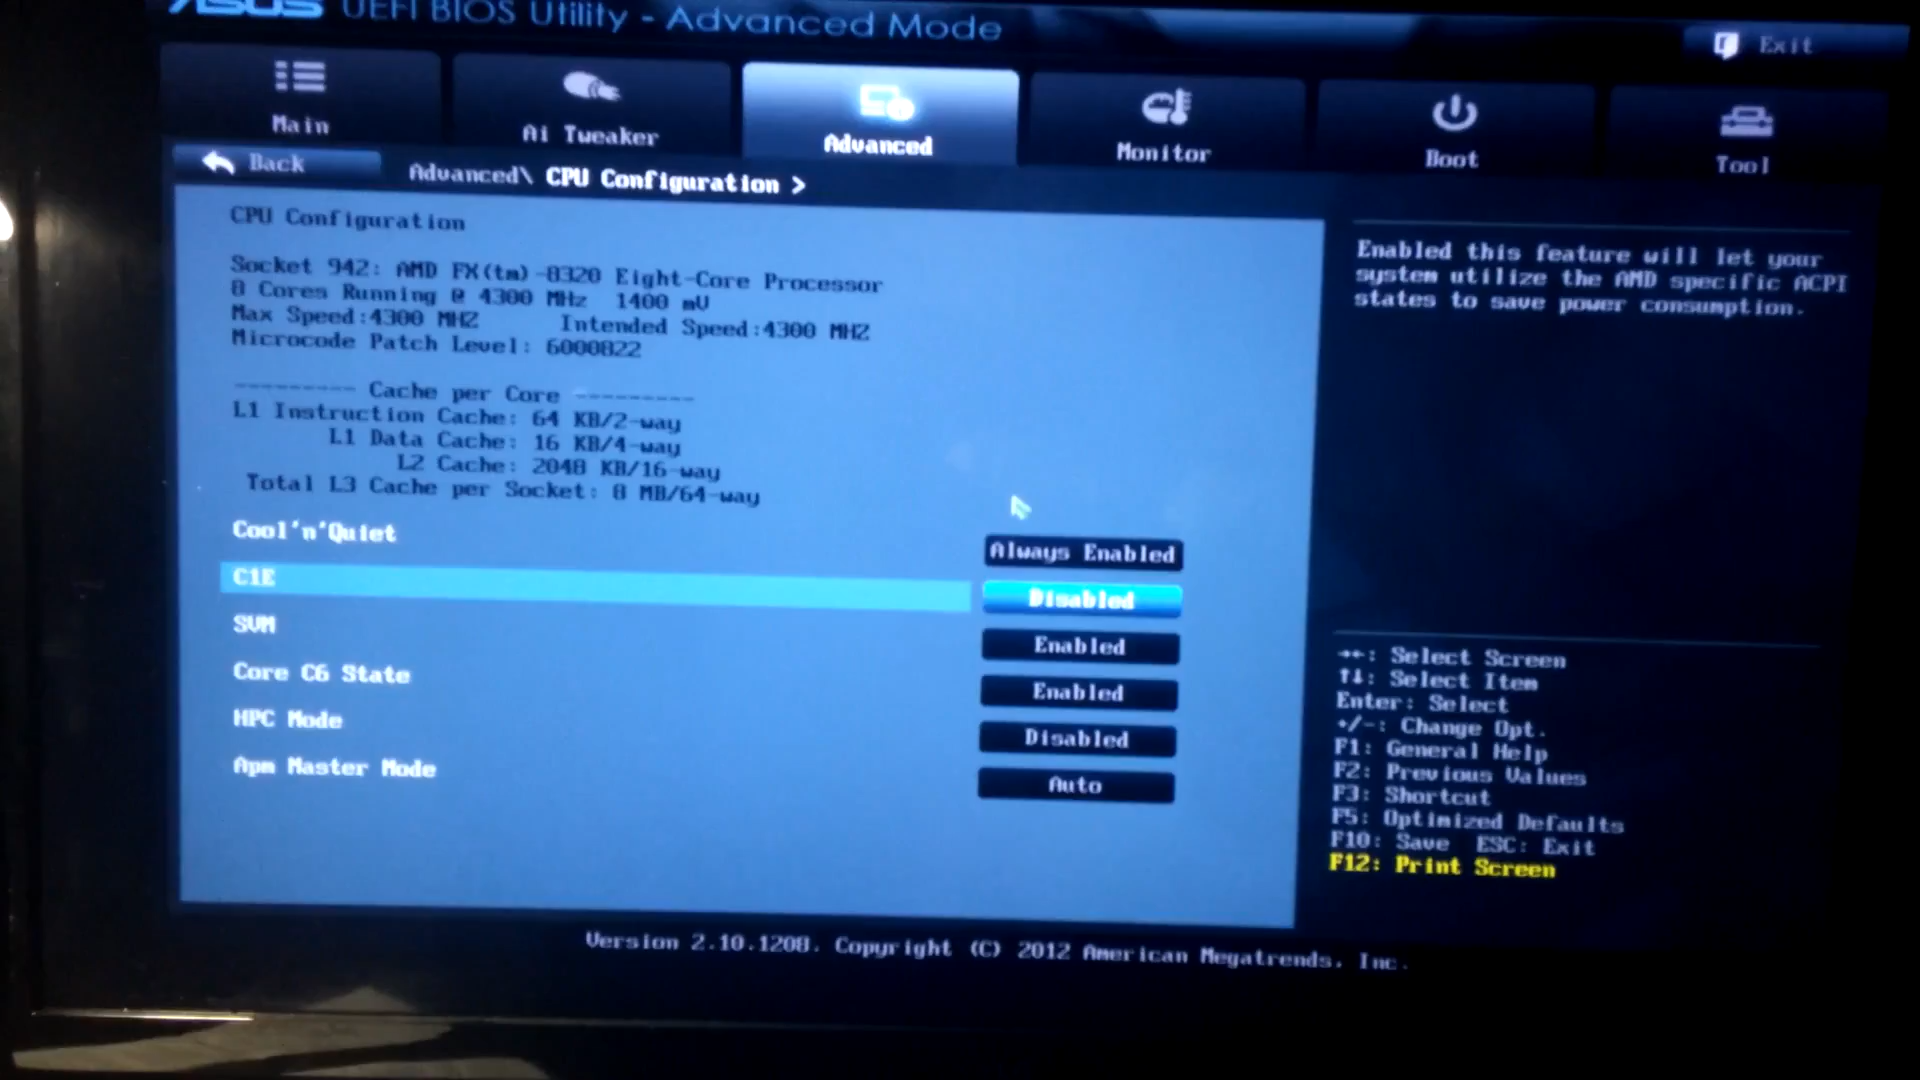 ASUS UEFI BIOS Utility - Advanced Mode
Exit
Main
Ai Tweaker
Advanced
Monitor
Boot
Tool
Back
Advanced\ CPU Configuration >
CPU Configuration
Socket 942: AMD FX(tm)-8320 Eight-Core Processor
8 Cores Running @ 4300 MHz 1400 mV
Max Speed:4300 MHZ Intended Speed:4300 MHZ
Microcode Patch Level: 6000822
--------- Cache per Core ---------
L1 Instruction Cache: 64 KB/2-way
L1 Data Cache: 16 KB/4-way
L2 Cache: 2048 KB/16-way
Total L3 Cache per Socket: 8 MB/64-way
Cool'n'Quiet Always Enabled
C1E Disabled
SVM Enabled
Core C6 State Enabled
HPC Mode Disabled
Apm Master Mode Auto
Enabled this feature will let your
system utilize the AMD specific ACPI
states to save power consumption.
→←: Select Screen
↑↓: Select Item
Enter: Select
+/-: Change Opt.
F1: General Help
F2: Previous Values
F3: Shortcut
F5: Optimized Defaults
F10: Save ESC: Exit
F12: Print Screen
Version 2.10.1208. Copyright (C) 2012 American Megatrends, Inc.